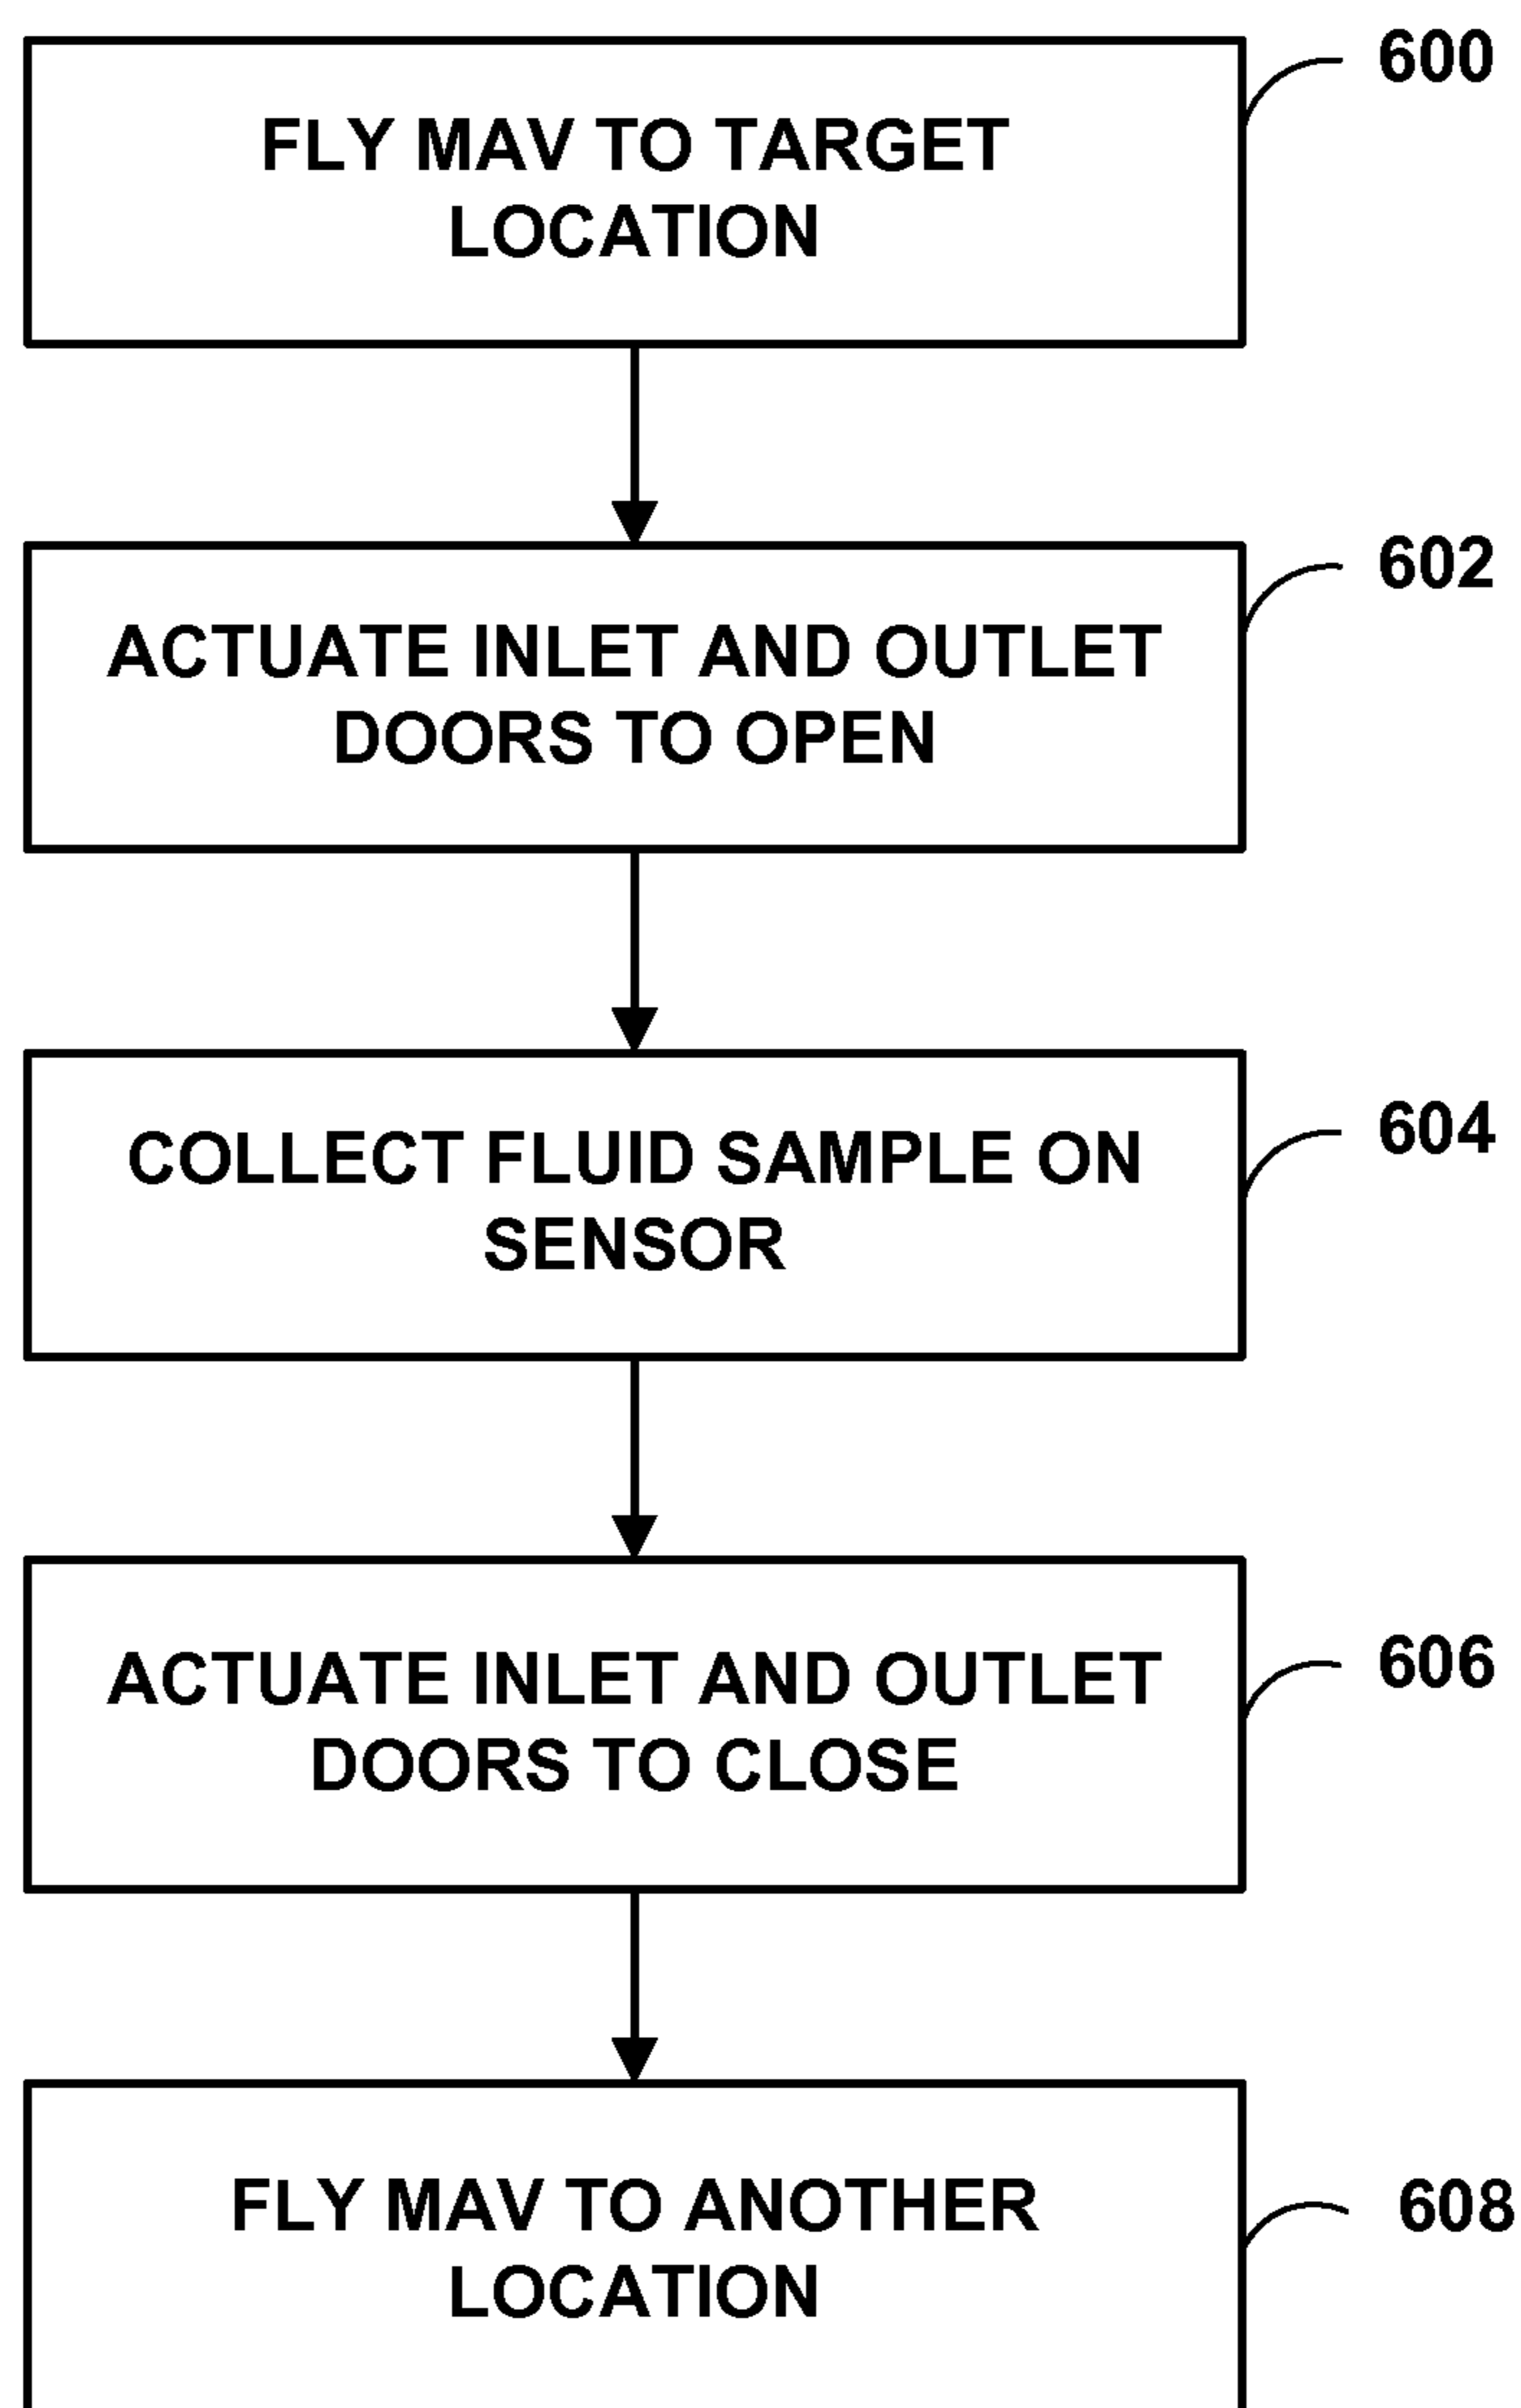 600
FLY MAV TO TARGET
LOCATION
602
ACTUATE INLET AND OUTLET
DOORS TO OPEN
604
COLLECT FLUID SAMPLE ON
SENSOR
606
ACTUATE INLET AND OUTLET
DOORS TO CLOSE
608
FLY MAV TO ANOTHER
LOCATION